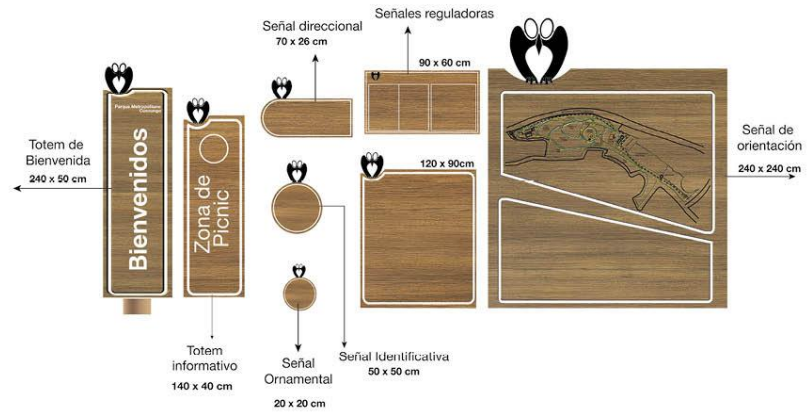 Señal direccional
70 x 26 cm
Señales reguladoras
90 x 60 cm
Totem de
Bienvenida
240 x 50 cm
Parque Metropolitano
Bienvenidos
Zona de
Picnic
120 x 90cm
Señal de
orientación
240 x 240 cm
Totem
informativo
140 x 40 cm
Señal
Ornamental
20 x 20 cm
Señal Identificativa
50 x 50 cm